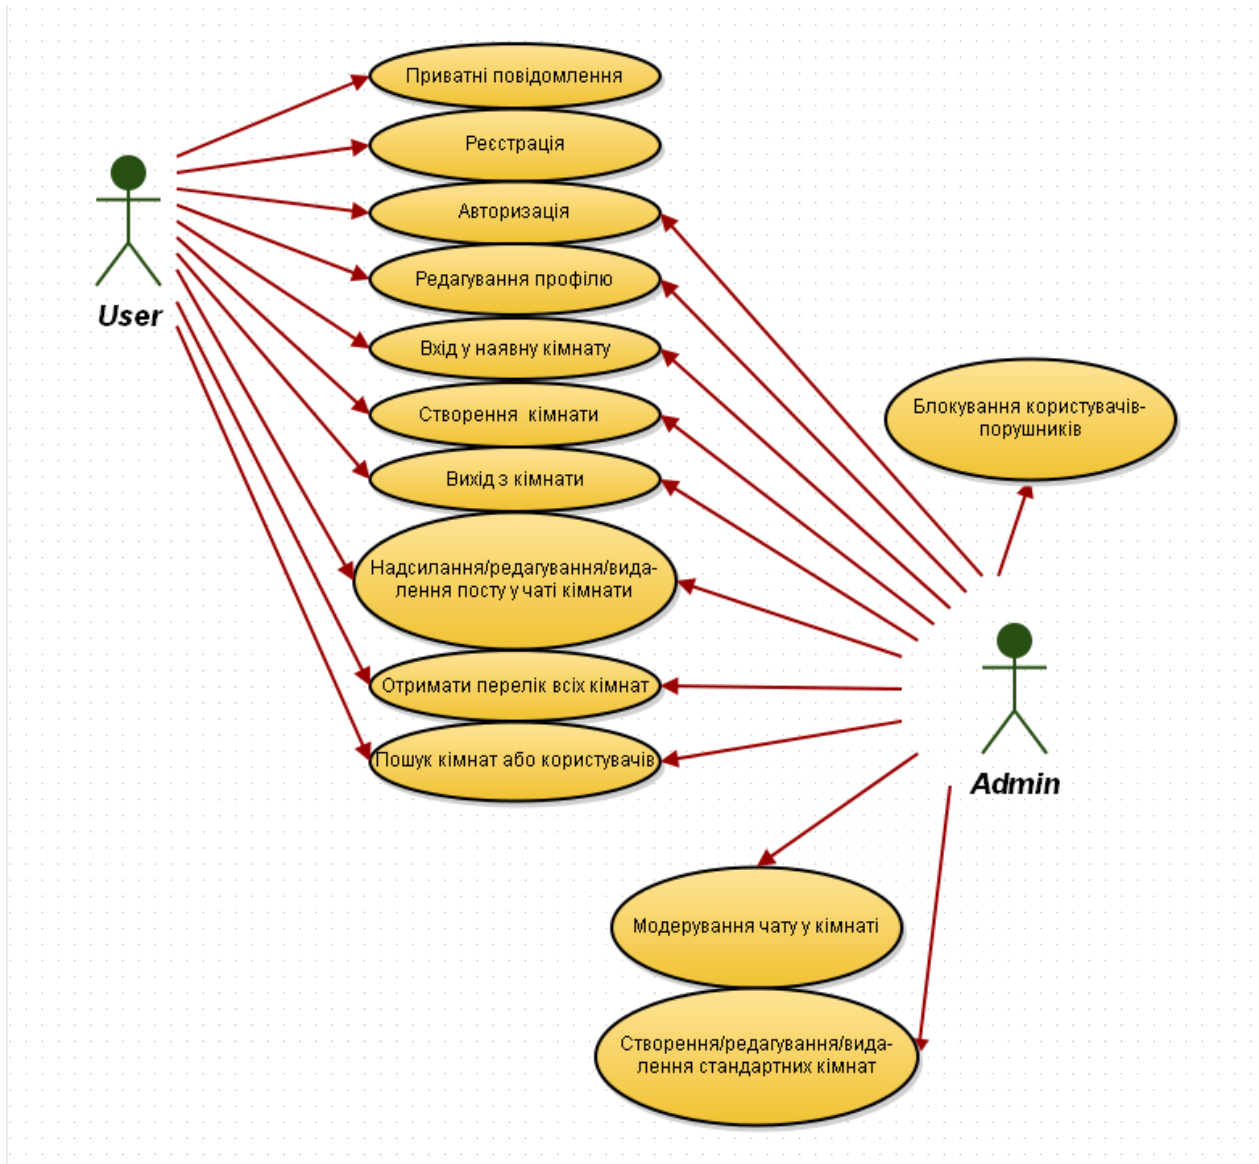 Приватні повідомлення
Реєстрація
Авторизація
Редагування профілю
User
Вхід у наявну кімнату
Створення кімнати
Вихід з кімнати
Блокування користувачів-
порушників
Надсилання/редагування/вида-
лення посту у чаті кімнати
Отримати перелік всіх кімнат
Пошук кімнат або користувачів
Admin
Модерування чату у кімнаті
Створення/редагування/вида-
лення стандартних кімнат